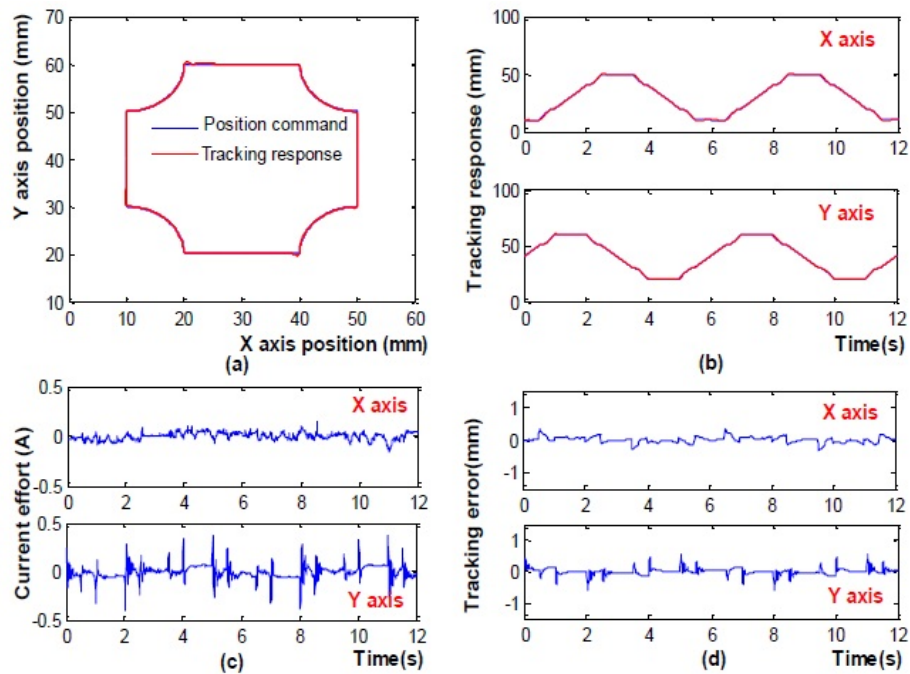 70
60
50
40
30
20
10
Y axis position (mm)
Position command
Tracking response
0 10 20 30 40 50 60
X axis position (mm)
(a)
Tracking response (mm)
100
50
0
X axis
0 2 4 6 8 10 12
100
50
0
Y axis
0 2 4 6 8 10 12
Time(s)
(b)
Current effort (A)
0.5
0
-0.5
X axis
0 2 4 6 8 10 12
0.5
0
-0.5
Y axis
0 2 4 6 8 10 12
Time(s)
(c)
Tracking error(mm)
1
0
-1
X axis
0 2 4 6 8 10 12
1
0
-1
Y axis
0 2 4 6 8 10 12
Time(s)
(d)